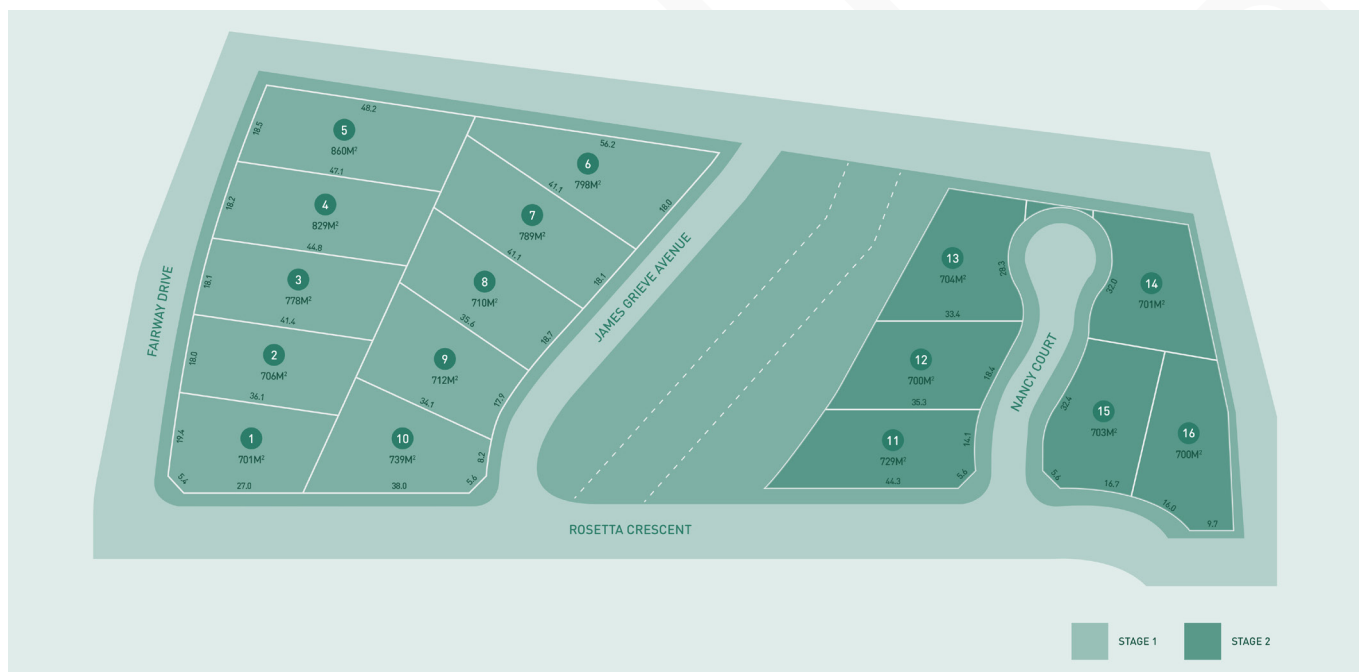 48.2
18.5
5
860M²
47.1
56.2
6
798M²
41.1
18.0
18.2
4
829M²
44.8
7
789M²
41.1
18.1
18.1
3
778M²
41.4
8
710M²
35.6
18.7
FAIRWAY DRIVE
JAMES GRIEVE AVENUE
18.0
2
706M²
36.1
9
712M²
34.1
17.9
19.4
1
701M²
5.4
27.0
10
739M²
8.2
5.6
38.0
13
704M²
28.3
33.4
14
701M²
32.0
12
700M²
18.4
35.3
NANCY COURT
11
729M²
14.1
5.6
44.3
15
703M²
32.4
5.6
16.7
16
700M²
16.0
9.7
ROSETTA CRESCENT
STAGE 1
STAGE 2